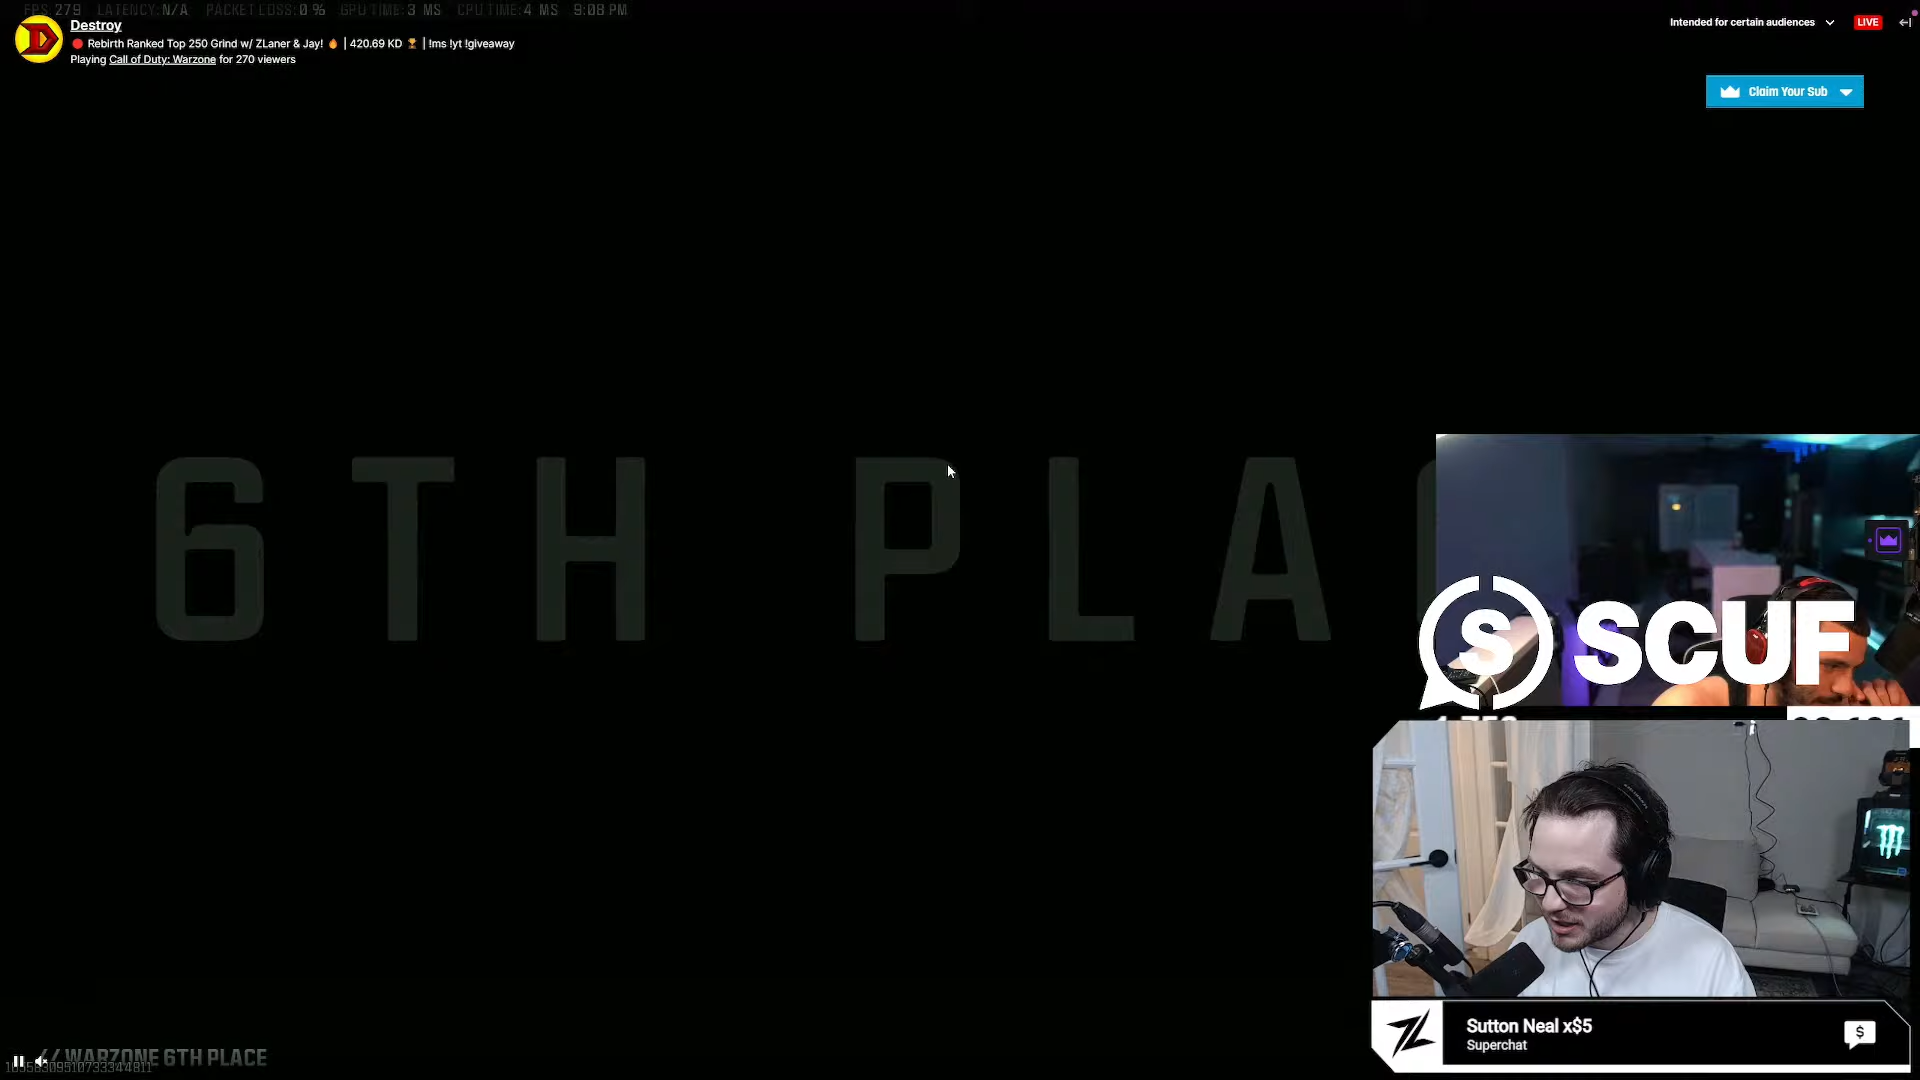 FPS: 279 LATENCY: N/A PACKET LOSS: 0 % GPU TIME: 3 MS CPU TIME: 4 MS 9:08 PM
Destroy
Rebirth Ranked Top 250 Grind w/ ZLaner & Jay! | 420.69 KD | !ms !yt !giveaway
Playing Call of Duty: Warzone for 270 viewers
Intended for certain audiences
LIVE
Claim Your Sub
6TH PLA
S SCUF
Sutton Neal x$5
Superchat
$
// WARZONE 6TH PLACE